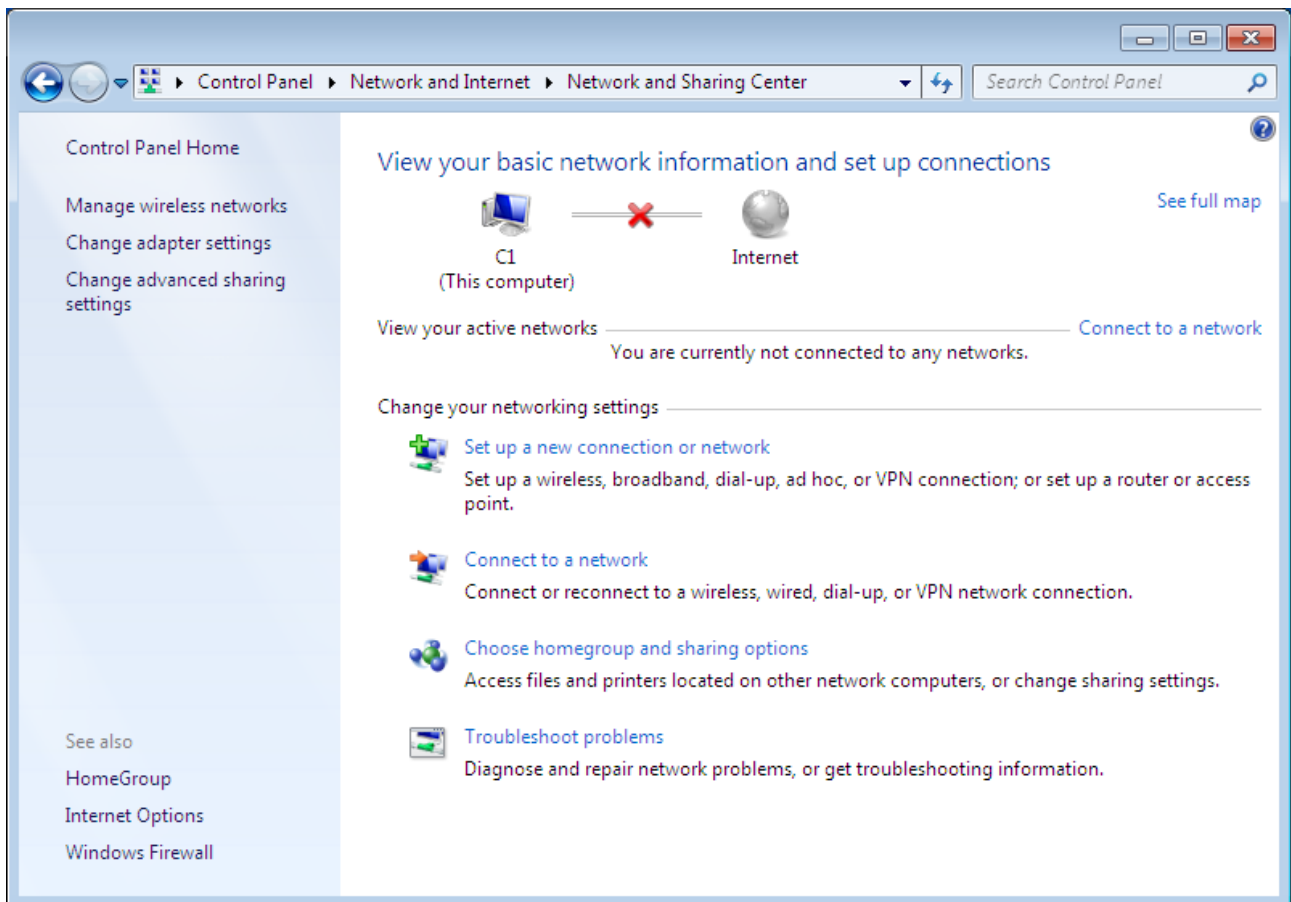 Control Panel Network and Internet Network and Sharing Center Search Control Panel
Control Panel Home
Manage wireless networks
Change adapter settings
Change advanced sharing
settings
See also
HomeGroup
Internet Options
Windows Firewall
View your basic network information and set up connections
See full map
C1
(This computer)
Internet
View your active networks
Connect to a network
You are currently not connected to any networks.
Change your networking settings
Set up a new connection or network
Set up a wireless, broadband, dial-up, ad hoc, or VPN connection; or set up a router or access
point.
Connect to a network
Connect or reconnect to a wireless, wired, dial-up, or VPN network connection.
Choose homegroup and sharing options
Access files and printers located on other network computers, or change sharing settings.
Troubleshoot problems
Diagnose and repair network problems, or get troubleshooting information.